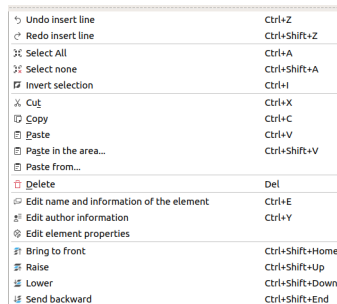 Undo insert line Ctrl+Z
Redo insert line Ctrl+Shift+Z
Select All Ctrl+A
Select none Ctrl+Shift+A
Invert selection Ctrl+I
Cut Ctrl+X
Copy Ctrl+C
Paste Ctrl+V
Paste in the area... Ctrl+Shift+V
Paste from...
Delete Del
Edit name and information of the element Ctrl+E
Edit author information Ctrl+Y
Edit element properties
Bring to front Ctrl+Shift+Home
Raise Ctrl+Shift+Up
Lower Ctrl+Shift+Down
Send backward Ctrl+Shift+End